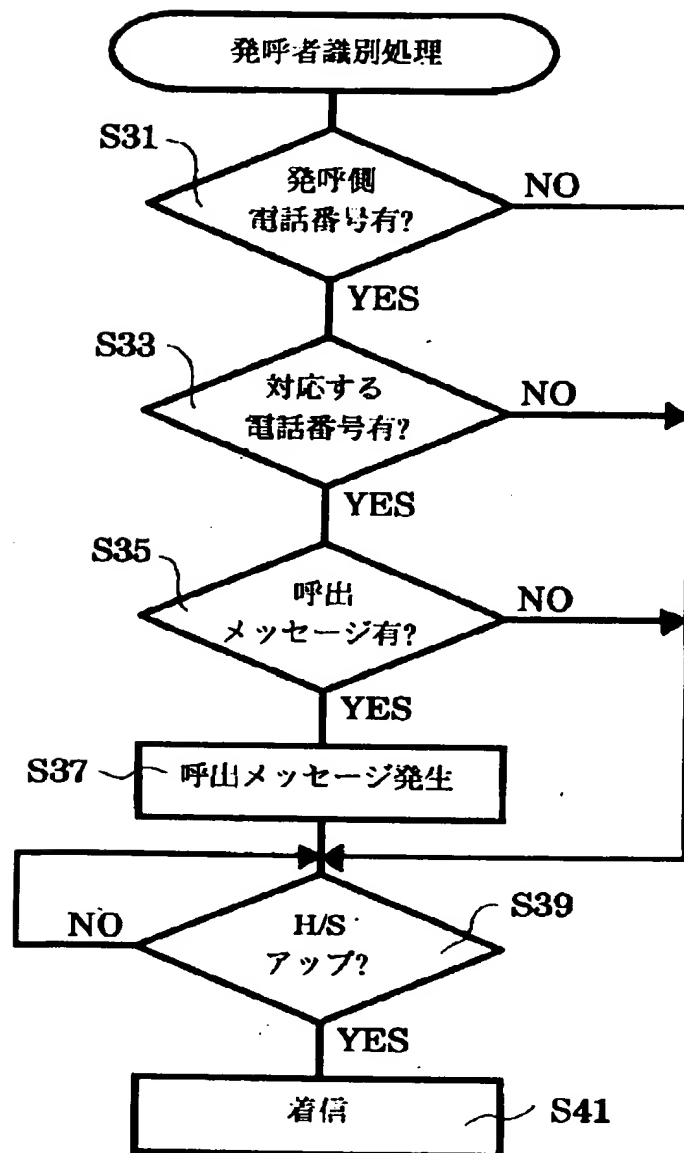 発呼者識別処理
S31
発呼側
電話番号有?
NO
YES
S33
対応する
電話番号有?
NO
YES
S35
呼出
メッセージ有?
NO
YES
S37
呼出メッセージ発生
H/S
アップ?
S39
NO
YES
着信
S41